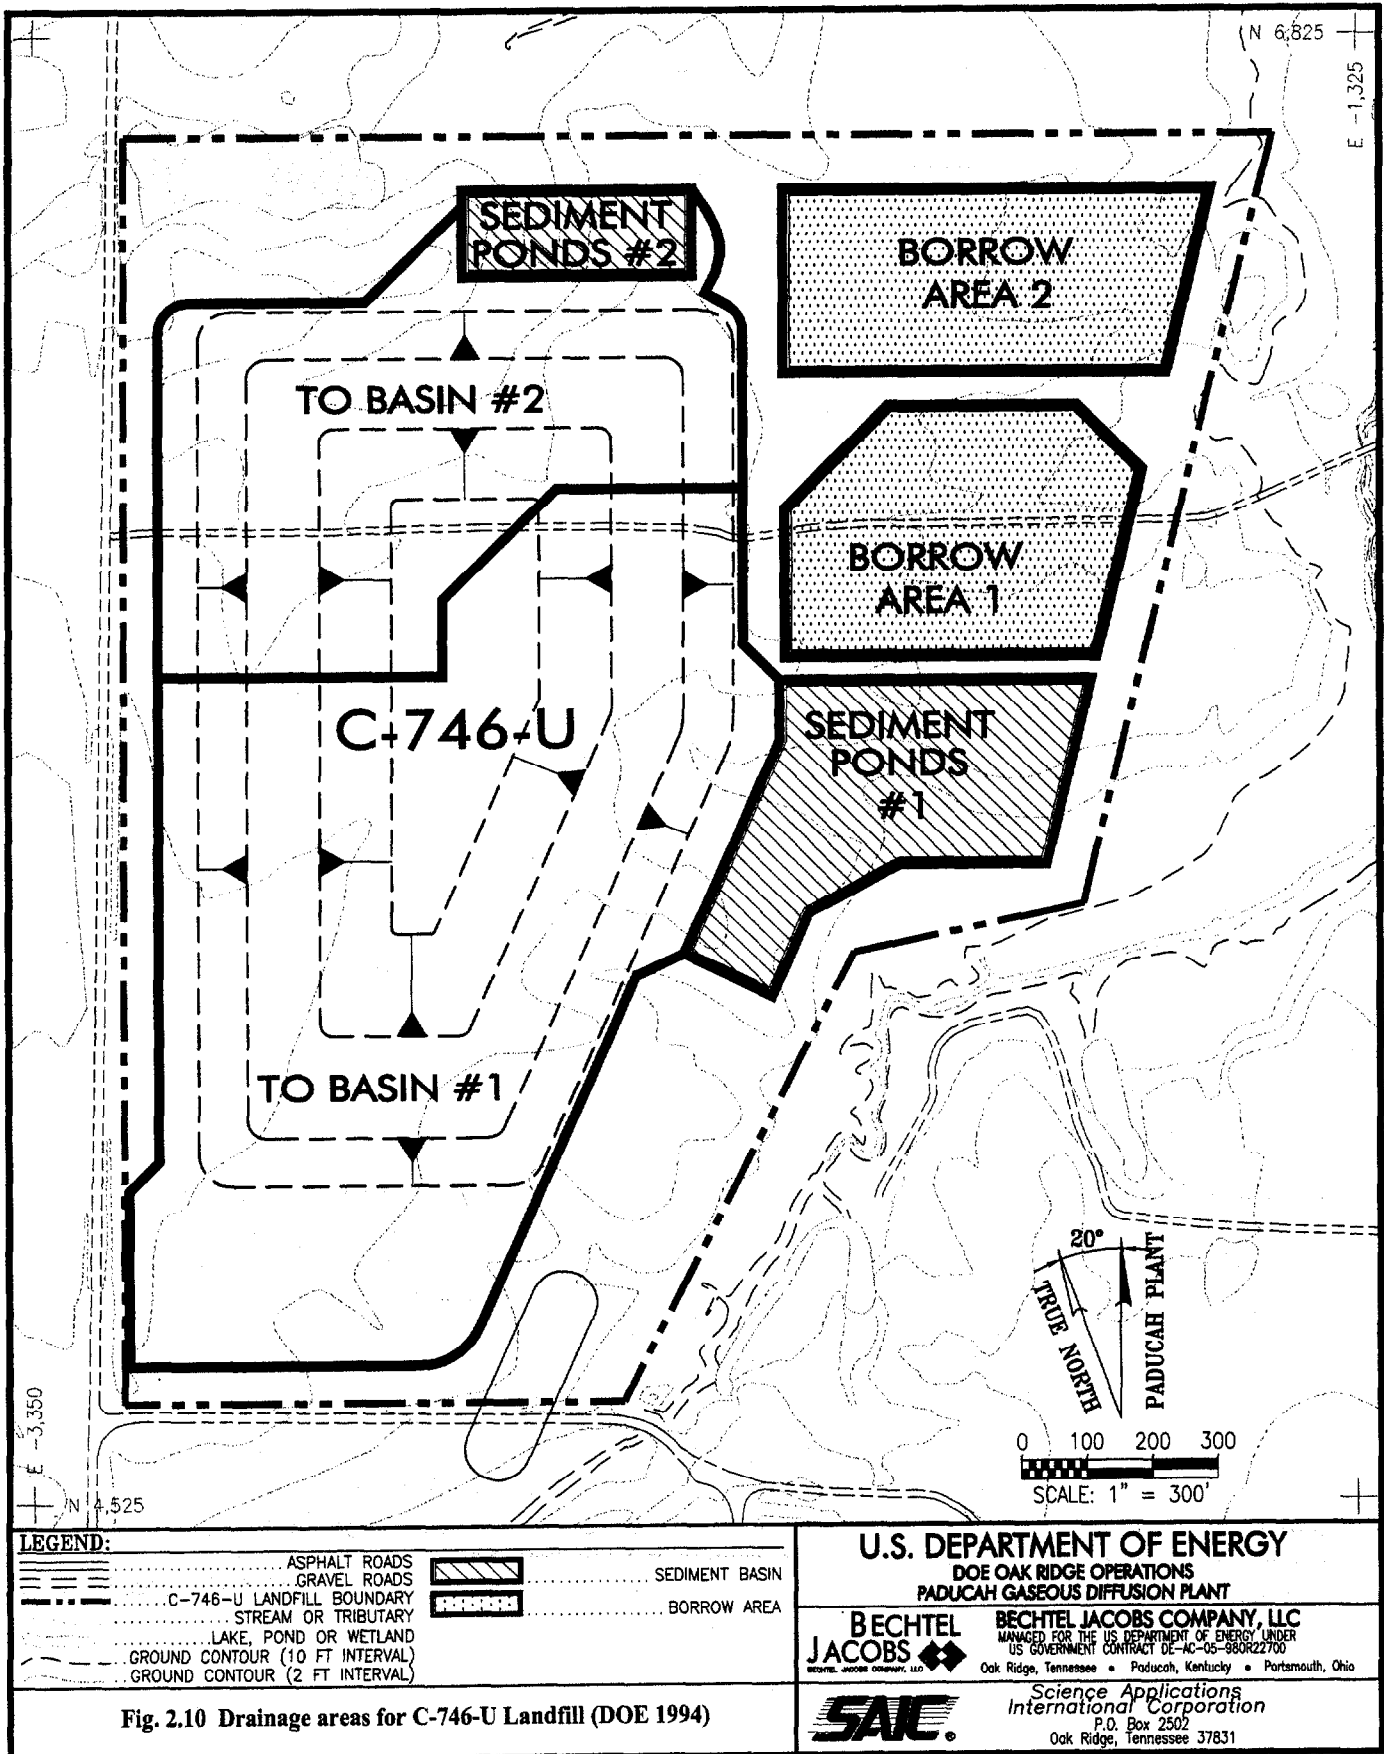 N 6,825
E -1,325
SEDIMENT
PONDS #2
BORROW
AREA 2
TO BASIN #2
BORROW
AREA 1
C-746-U
SEDIMENT
PONDS
#1
TO BASIN #1
20°
TRUE NORTH
PADUCAH PLANT
E -3,350
N 4,525
0 100 200 300
SCALE: 1" = 300'
LEGEND:
ASPHALT ROADS
GRAVEL ROADS
C-746-U LANDFILL BOUNDARY
STREAM OR TRIBUTARY
LAKE, POND OR WETLAND
GROUND CONTOUR (10 FT INTERVAL)
GROUND CONTOUR (2 FT INTERVAL)
SEDIMENT BASIN
BORROW AREA
Fig. 2.10 Drainage areas for C-746-U Landfill (DOE 1994)
U.S. DEPARTMENT OF ENERGY
DOE OAK RIDGE OPERATIONS
PADUCAH GASEOUS DIFFUSION PLANT
BECHTEL
JACOBS
BECHTEL JACOBS COMPANY, LLC
BECHTEL JACOBS COMPANY, LLC
MANAGED FOR THE US DEPARTMENT OF ENERGY UNDER
US GOVERNMENT CONTRACT DE-AC-05-98OR22700
Oak Ridge, Tennessee • Paducah, Kentucky • Portsmouth, Ohio
SAIC.
Science Applications
International Corporation
P.O. Box 2502
Oak Ridge, Tennessee 37831